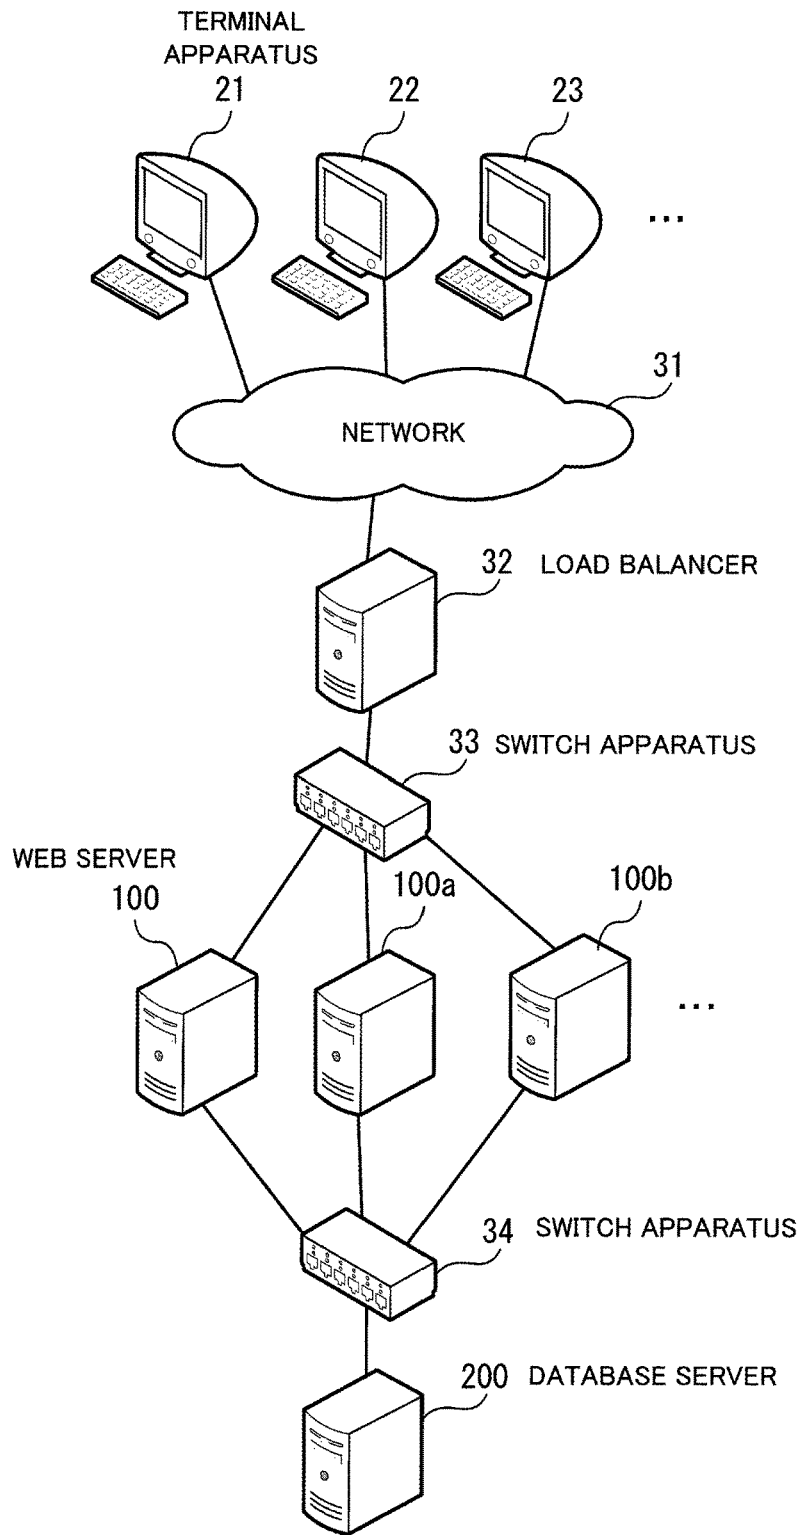 TERMINAL
APPARATUS
21
22
23
...
31
NETWORK
32 LOAD BALANCER
33 SWITCH APPARATUS
WEB SERVER
100
100a
100b
...
34 SWITCH APPARATUS
200 DATABASE SERVER